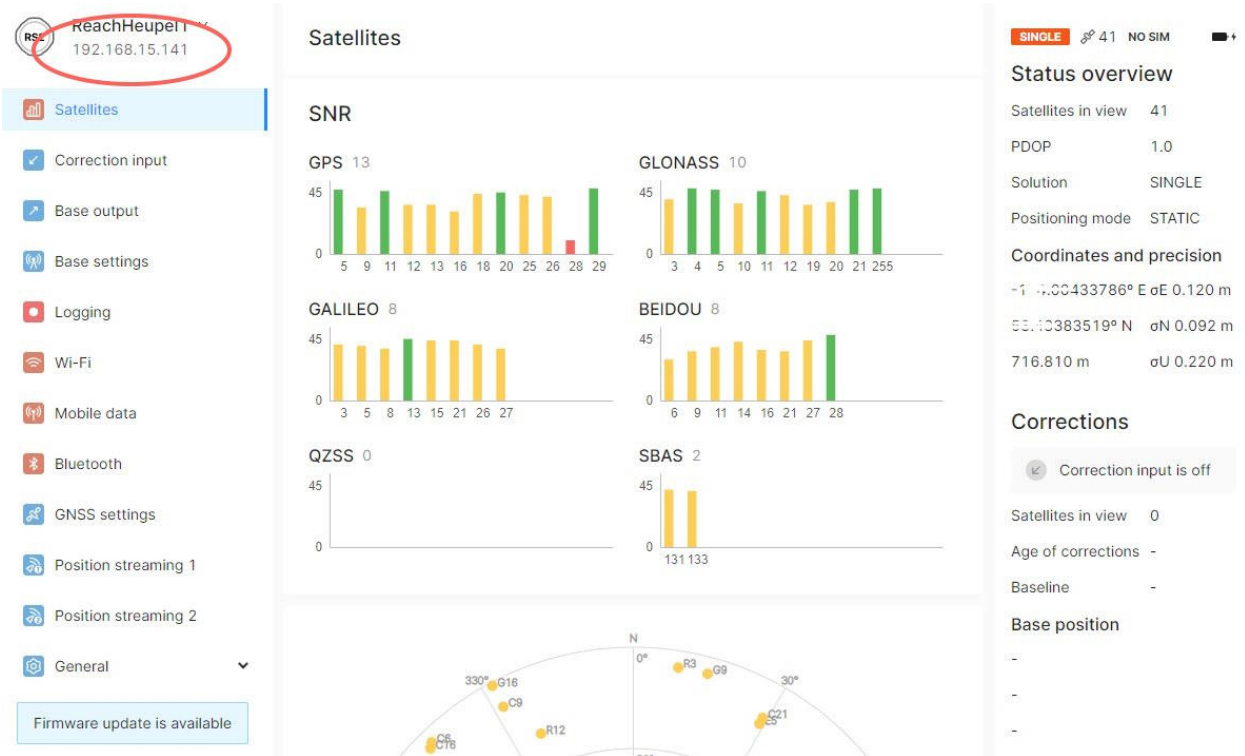 RS2
192.168.15.141
Satellites
Correction input
Base output
Base settings
Logging
Wi-Fi
Mobile data
Bluetooth
GNSS settings
Position streaming 1
Position streaming 2
General
Firmware update is available
Satellites
SNR
GPS 13
45
0
5 9 11 12 13 16 18 20 25 26 28 29
GLONASS 10
45
0
3 4 5 10 11 12 19 20 21 255
GALILEO 8
45
0
3 5 8 13 15 21 26 27
BEIDOU 8
45
0
6 9 11 14 16 21 27 28
QZSS 0
45
0
SBAS 2
45
0
131 133
N
0°
R3
G9
330°
G16
30°
C9
C21
R12
C6
C16
SINGLE 41 NO SIM
Status overview
Satellites in view 41
PDOP 1.0
Solution SINGLE
Positioning mode STATIC
Coordinates and precision
E σE 0.120 m
N σN 0.092 m
716.810 m σU 0.220 m
Corrections
Correction input is off
Satellites in view 0
Age of corrections -
Baseline -
Base position
-
-
-